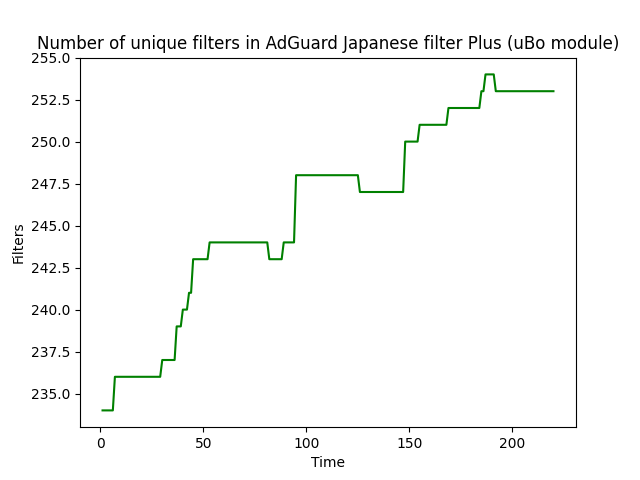 Number of unique filters in AdGuard Japanese filter Plus (uBo module)
255.0
252.5
250.0
247.5
245.0
242.5
240.0
237.5
235.0
Filters
0 50 100 150 200
Time